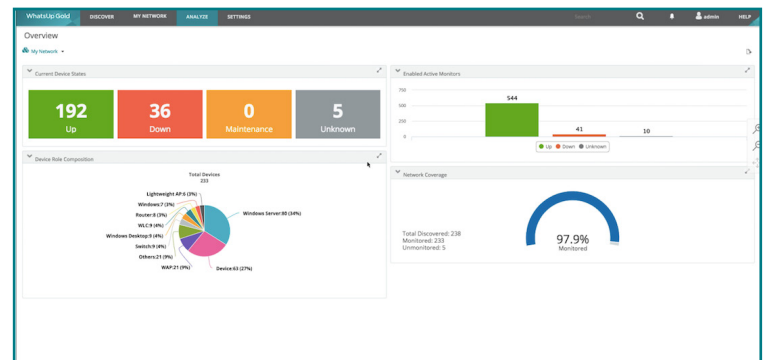 WhatsUp Gold DISCOVER MY NETWORK ANALYZE SETTINGS Search admin HELP
Overview
My Network
Current Device States
192
Up
36
Down
0
Maintenance
5
Unknown
Enabled Active Monitors
750
500
250
0
544
41
10
Up Down Unknown
Device Role Composition
Total Devices
233
Lightweight AP:6 (3%)
Windows:7 (3%)
Router:8 (3%)
WLC:9 (4%)
Windows Desktop:9 (4%)
Switch:9 (4%)
Others:21 (9%)
WAP:21 (9%)
Device:63 (27%)
Windows Server:80 (34%)
Network Coverage
Total Discovered: 238
Monitored: 233
Unmonitored: 5
97.9%
Monitored